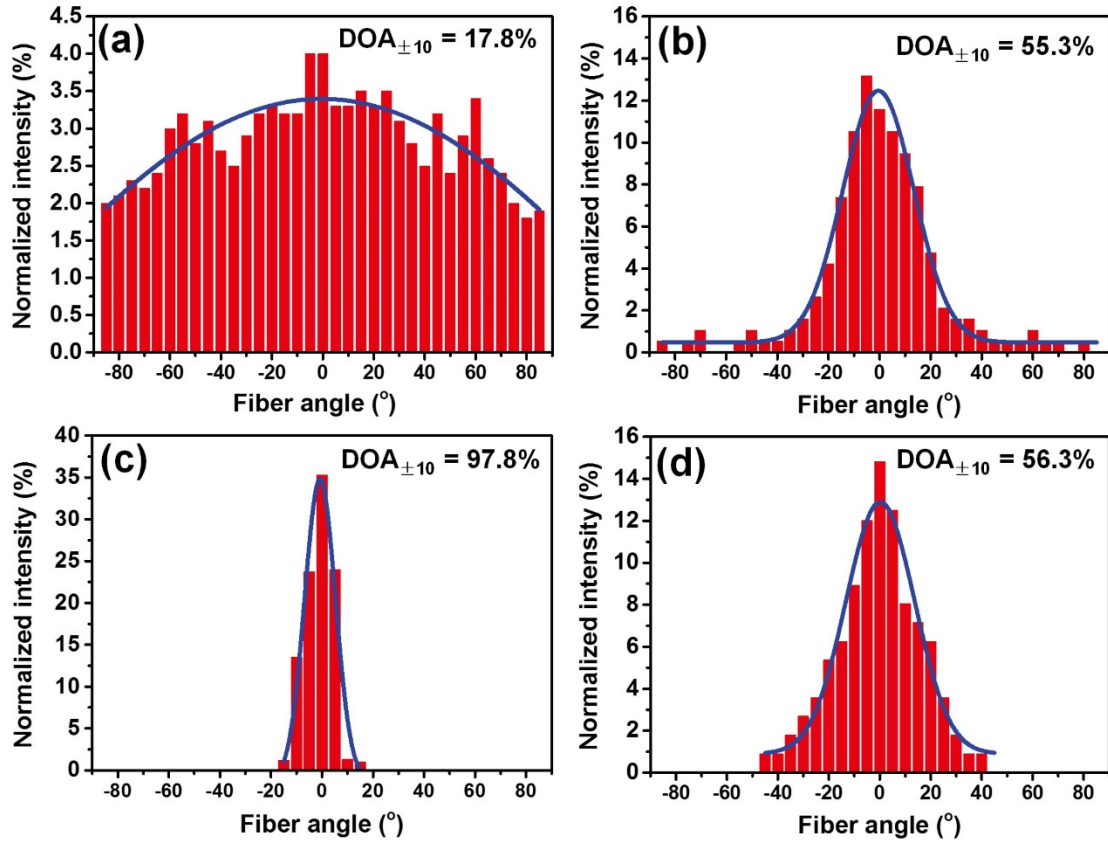 (a)
DOA±10 = 17.8%
Normalized intensity (%)
4.5
4.0
3.5
3.0
2.5
2.0
1.5
1.0
0.5
0.0
-80 -60 -40 -20 0 20 40 60 80
Fiber angle (o)
(b)
DOA±10 = 55.3%
Normalized intensity (%)
16
14
12
10
8
6
4
2
0
-80 -60 -40 -20 0 20 40 60 80
Fiber angle (o)
(c)
DOA±10 = 97.8%
Normalized intensity (%)
40
35
30
25
20
15
10
5
0
-80 -60 -40 -20 0 20 40 60 80
Fiber angle (o)
(d)
DOA±10 = 56.3%
Normalized intensity (%)
16
14
12
10
8
6
4
2
0
-80 -60 -40 -20 0 20 40 60 80
Fiber angle (o)